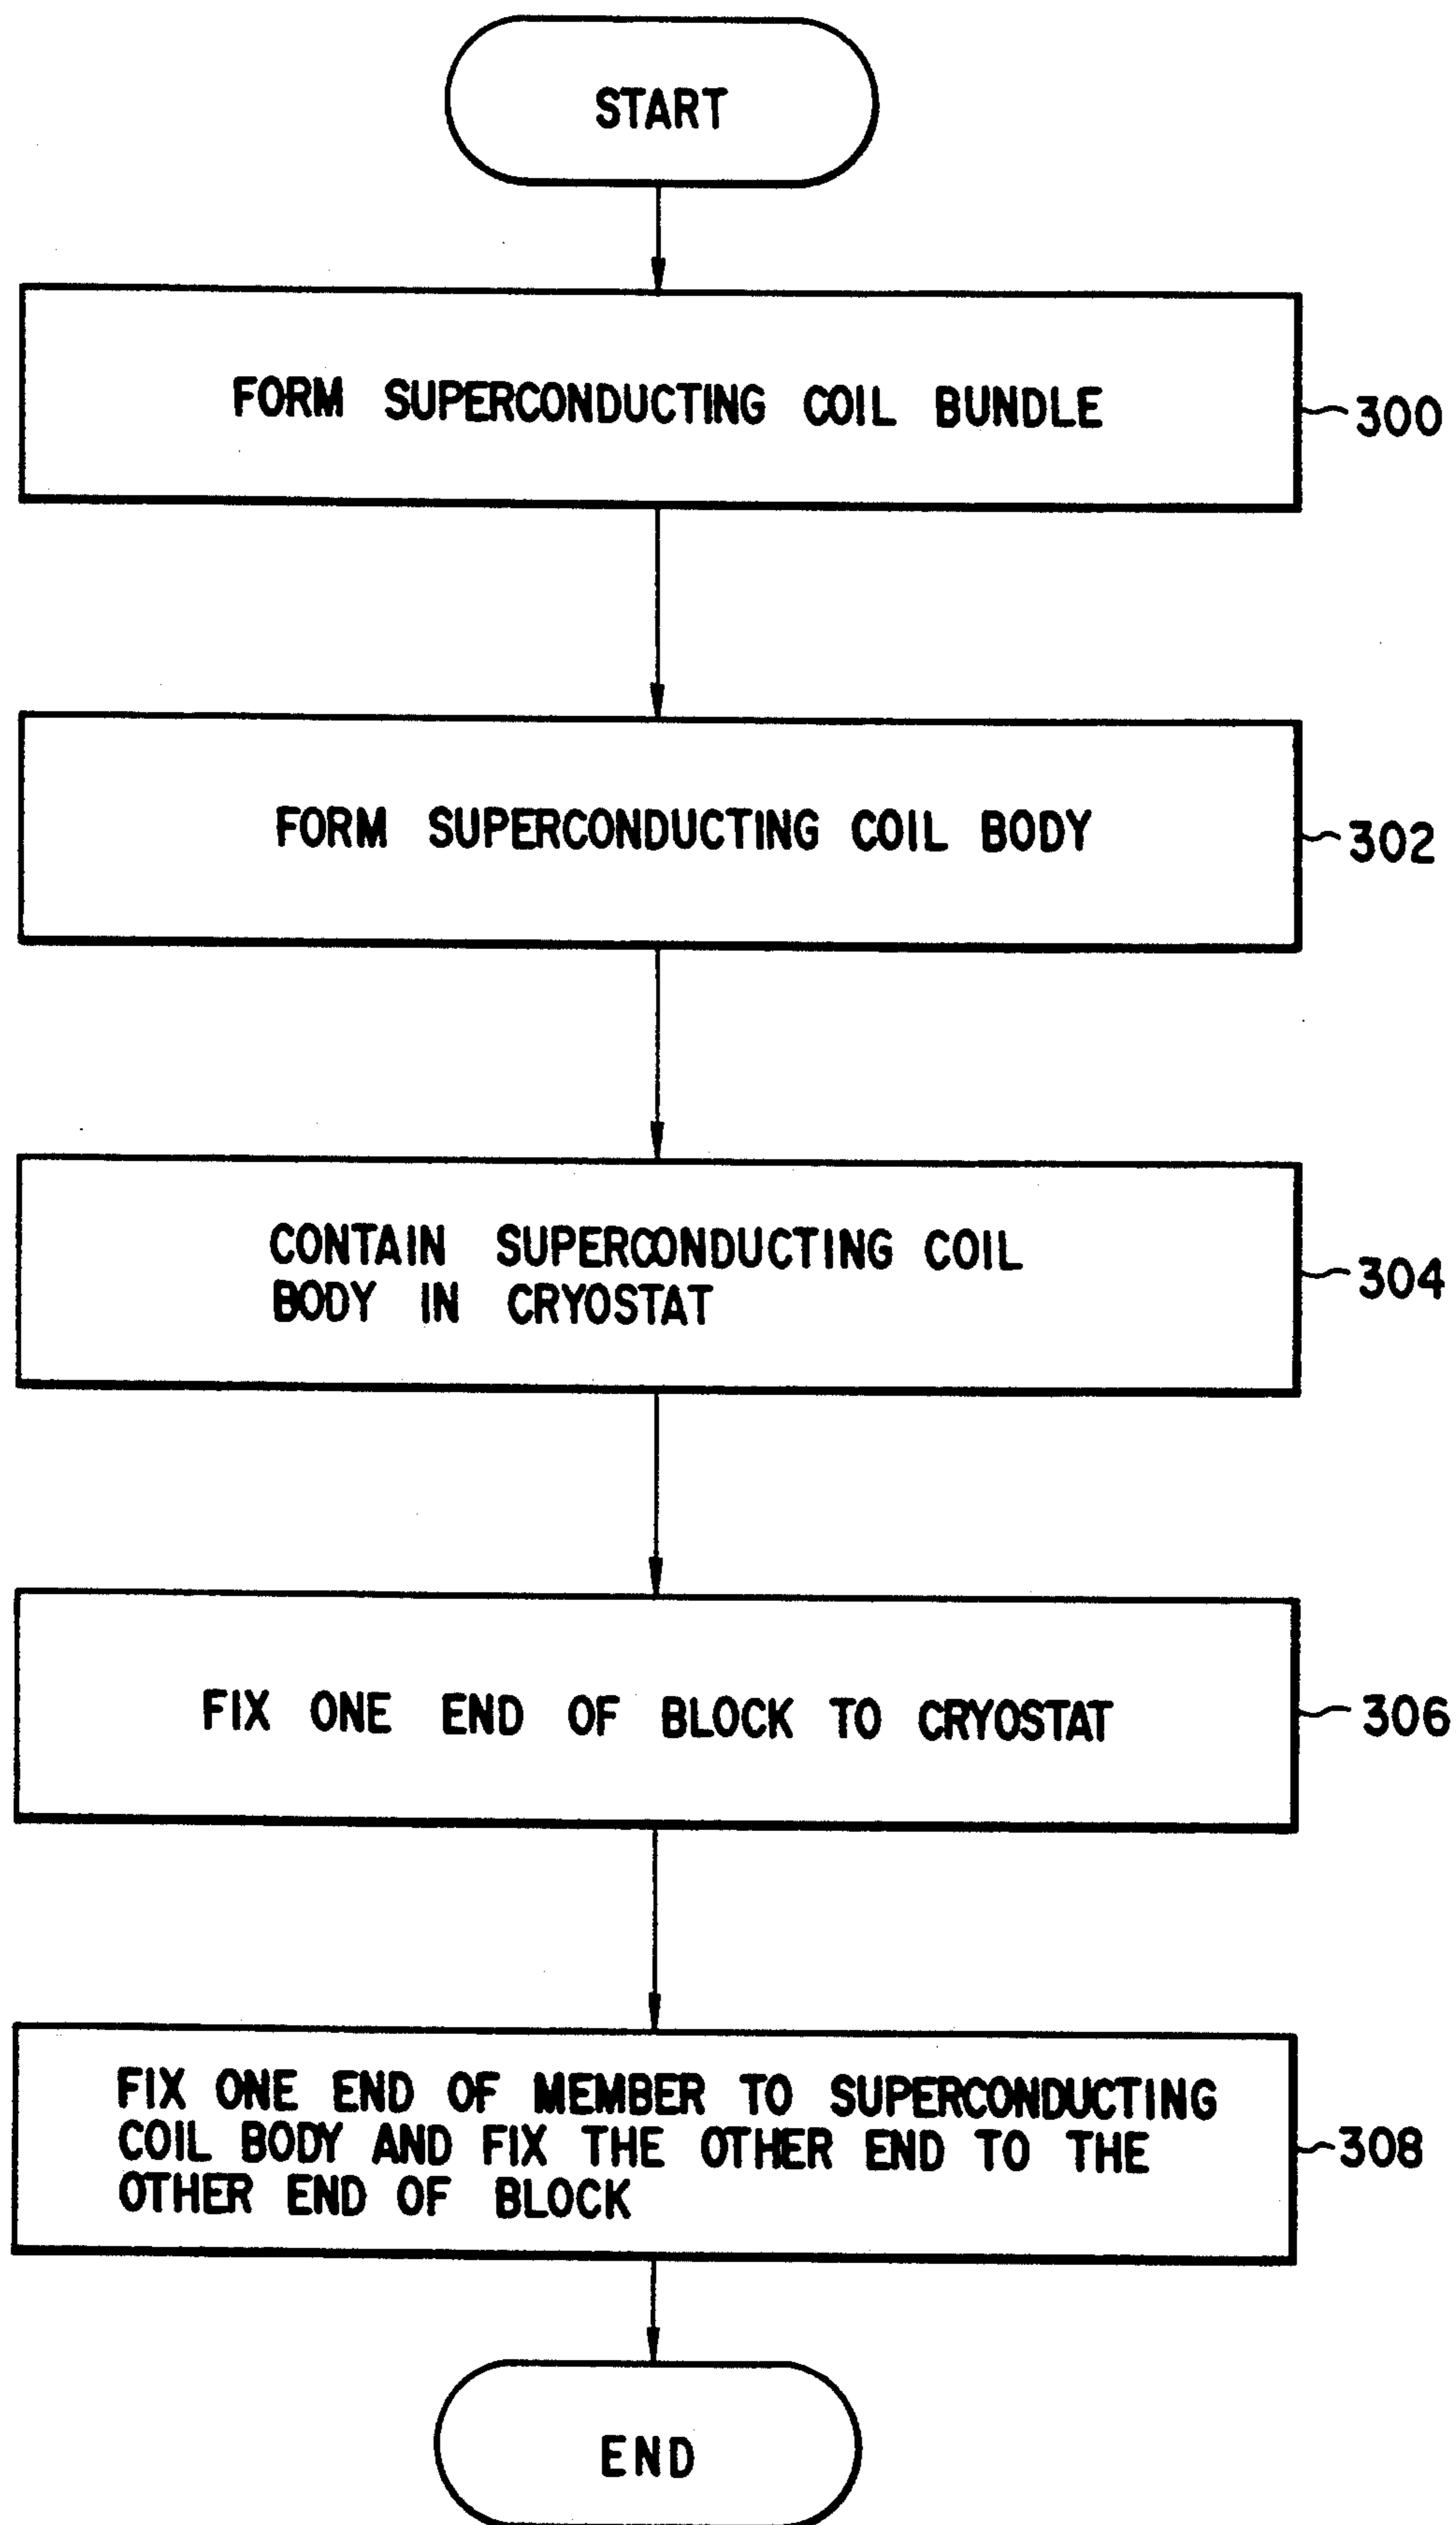 START
FORM SUPERCONDUCTING COIL BUNDLE
300
FORM SUPERCONDUCTING COIL BODY
302
CONTAIN SUPERCONDUCTING COIL
BODY IN CRYOSTAT
304
FIX ONE END OF BLOCK TO CRYOSTAT
306
FIX ONE END OF MEMBER TO SUPERCONDUCTING
COIL BODY AND FIX THE OTHER END TO THE
OTHER END OF BLOCK
308
END